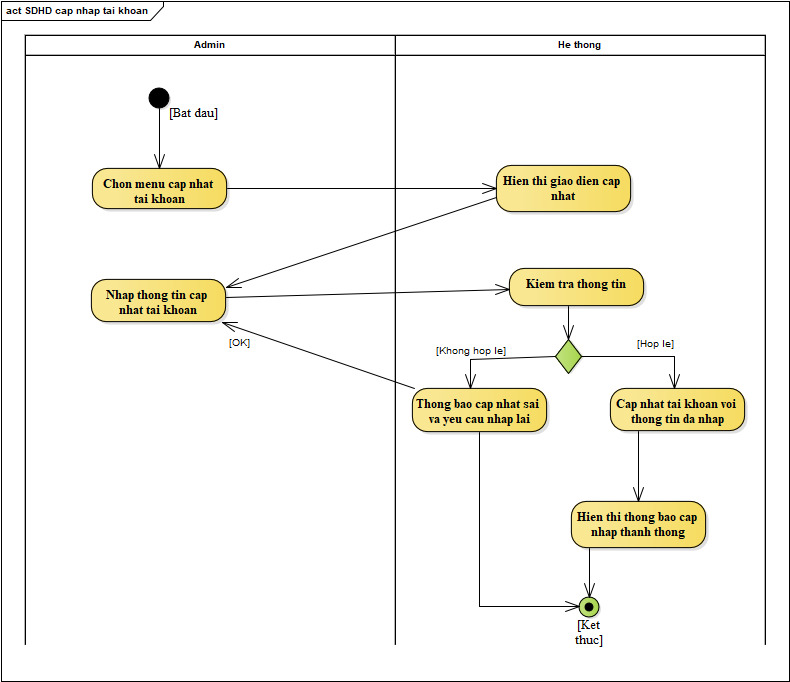 act SDHD cap nhap tai khoan
Admin
He thong
[Bat dau]
Chon menu cap nhat
tai khoan
Hien thi giao dien cap
nhat
Nhap thong tin cap
nhat tai khoan
Kiem tra thong tin
[OK]
[Khong hop le]
[Hop le]
Thong bao cap nhat sai
va yeu cau nhap lai
Cap nhat tai khoan voi
thong tin da nhap
Hien thi thong bao cap
nhap thanh thong
[Ket
thuc]